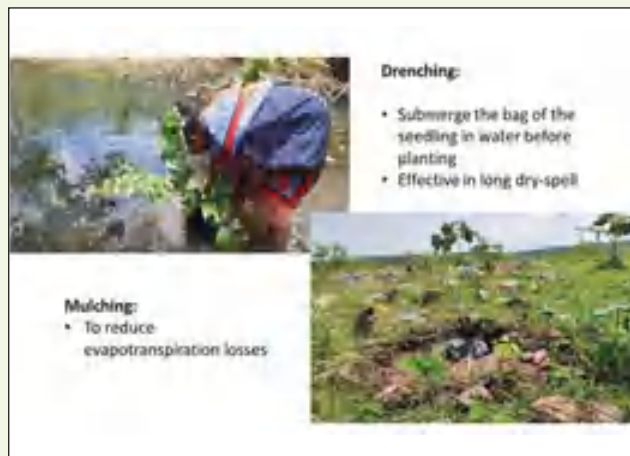 Drenching:
• Submerge the bag of the
seedling in water before
planting
• Effective in long dry-spell
Mulching:
• To reduce
evapotranspiration losses